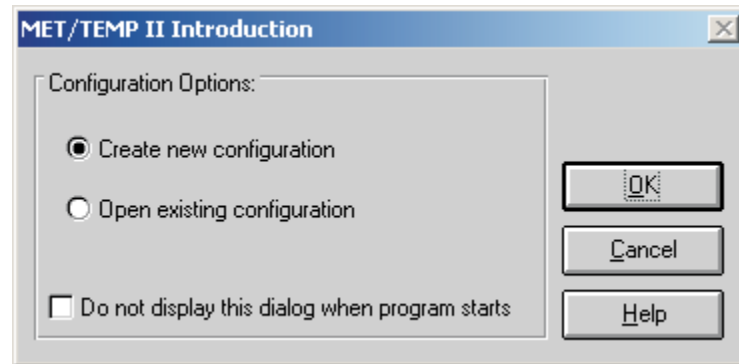 MET/TEMP II Introduction
Configuration Options:
Create new configuration
Open existing configuration
Do not display this dialog when program starts
OK
Cancel
Help